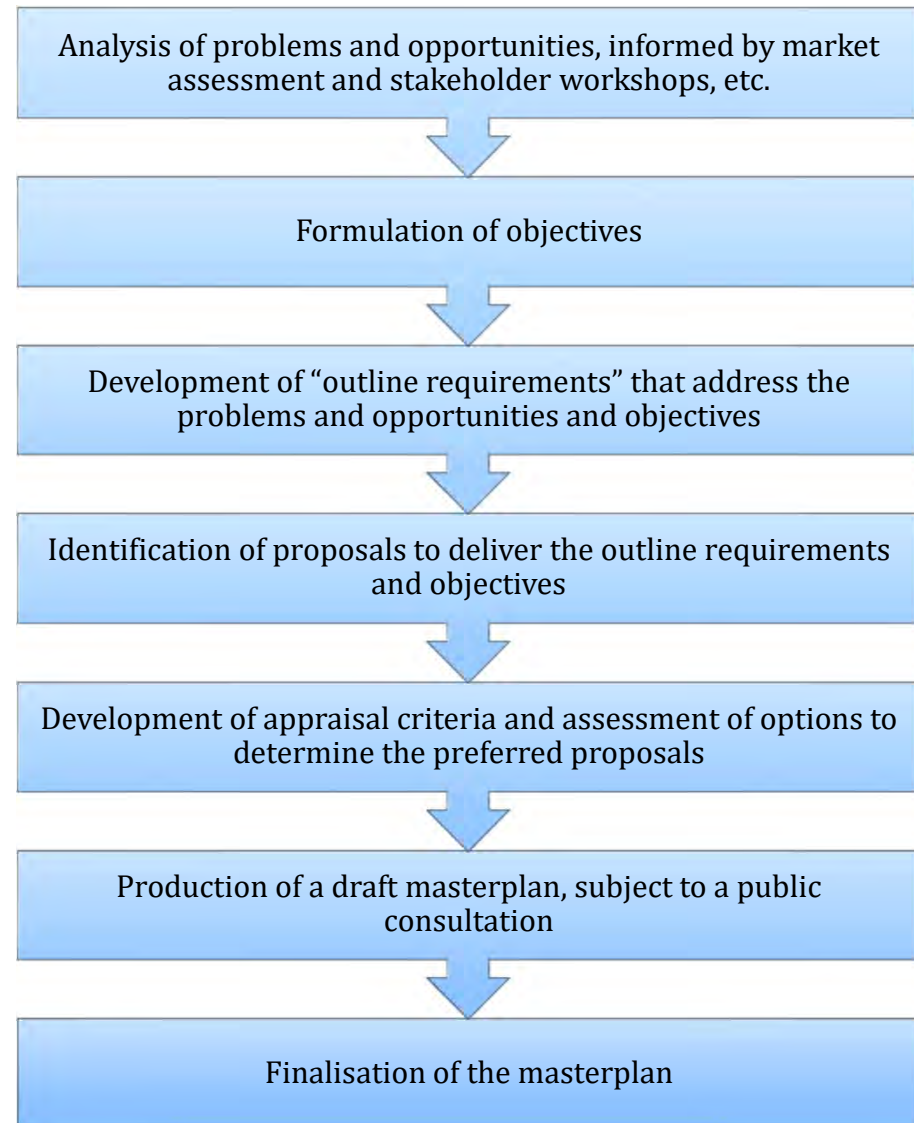 Analysis of problems and opportunities, informed by market
assessment and stakeholder workshops, etc.
Formulation of objectives
Development of “outline requirements” that address the
problems and opportunities and objectives
Identification of proposals to deliver the outline requirements
and objectives
Development of appraisal criteria and assessment of options to
determine the preferred proposals
Production of a draft masterplan, subject to a public
consultation
Finalisation of the masterplan